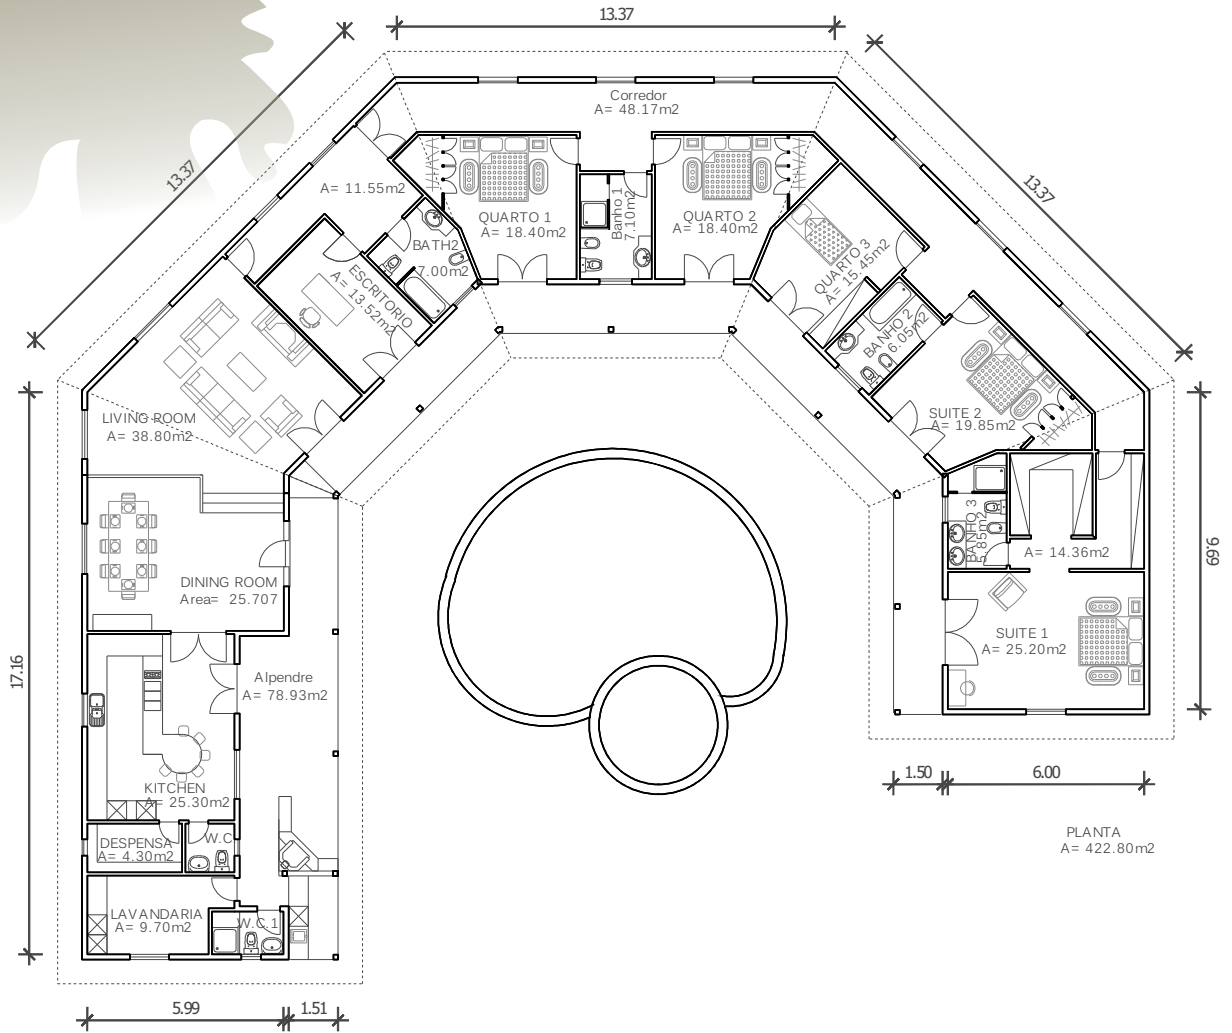 13.37
13.37
13.37
Corredor
A= 48.17m2
A= 11.55m2
QUARTO 1
A= 18.40m2
Banho 1
7.10m2
QUARTO 2
A= 18.40m2
QUARTO 3
A= 15.45m2
BATH2
7.00m2
ESCRITORIO
A= 13.52m2
BANHO 2
6.05m2
LIVING ROOM
A= 38.80m2
SUITE 2
A= 19.85m2
BANHO 3
5.85m2
A= 14.36m2
6.69
DINING ROOM
Area= 25.707
SUITE 1
A= 25.20m2
17.16
Alpendre
A= 78.93m2
KITCHEN
A= 25.30m2
1.50
6.00
DESPENSA
A= 4.30m2
W.C
PLANTA
A= 422.80m2
LAVANDARIA
A= 9.70m2
W.C.1
5.99
1.51